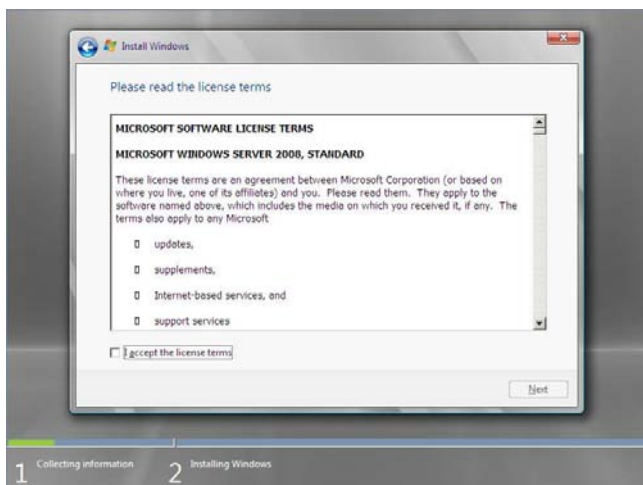 Install Windows
Please read the license terms
MICROSOFT SOFTWARE LICENSE TERMS
MICROSOFT WINDOWS SERVER 2008, STANDARD
These license terms are an agreement between Microsoft Corporation (or based on
where you live, one of its affiliates) and you. Please read them. They apply to the
software named above, which includes the media on which you received it, if any. The
terms also apply to any Microsoft
updates,
supplements,
Internet-based services, and
support services
I accept the license terms
Next
1 Collecting information 2 Installing Windows